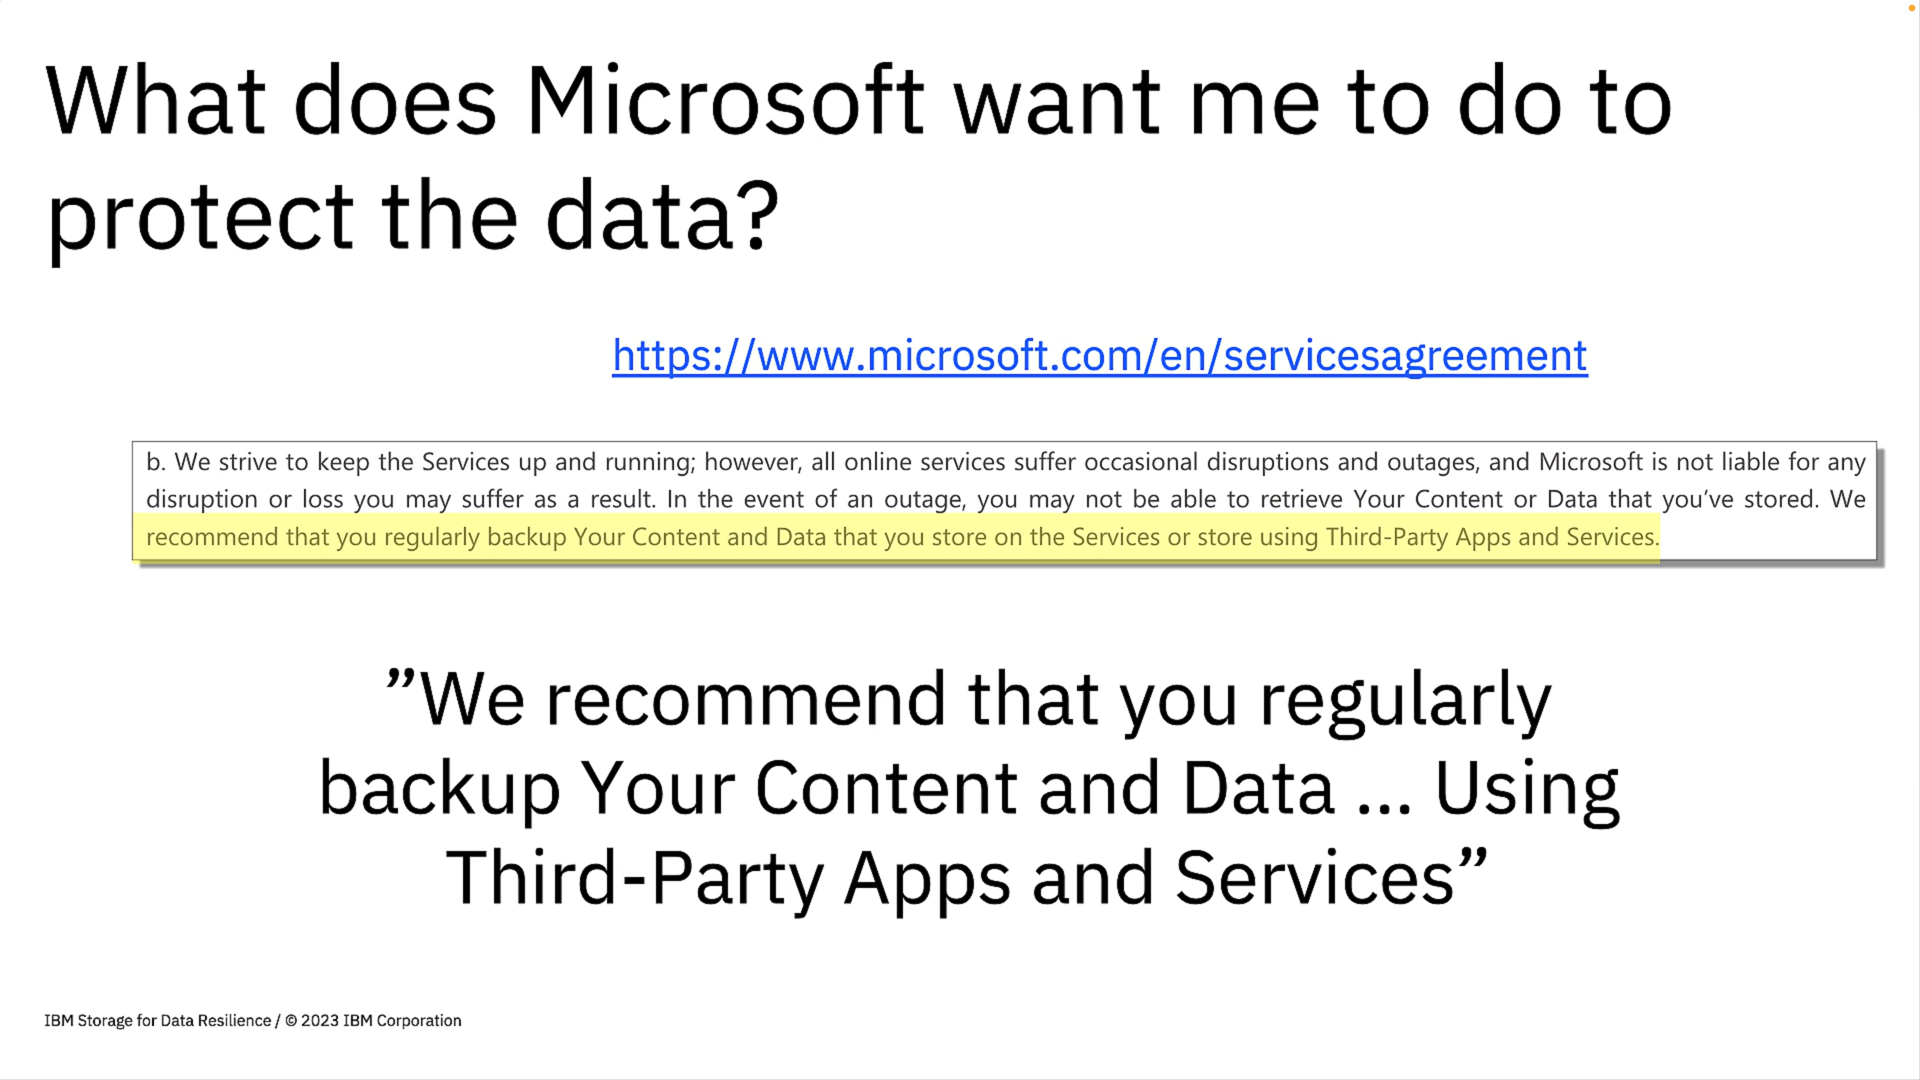 What does Microsoft want me to do to
protect the data?
https://www.microsoft.com/en/servicesagreement
b. We strive to keep the Services up and running; however, all online services suffer occasional disruptions and outages, and Microsoft is not liable for any
disruption or loss you may suffer as a result. In the event of an outage, you may not be able to retrieve Your Content or Data that you’ve stored. We
recommend that you regularly backup Your Content and Data that you store on the Services or store using Third-Party Apps and Services.
”We recommend that you regularly
backup Your Content and Data ... Using
Third-Party Apps and Services”
IBM Storage for Data Resilience / © 2023 IBM Corporation